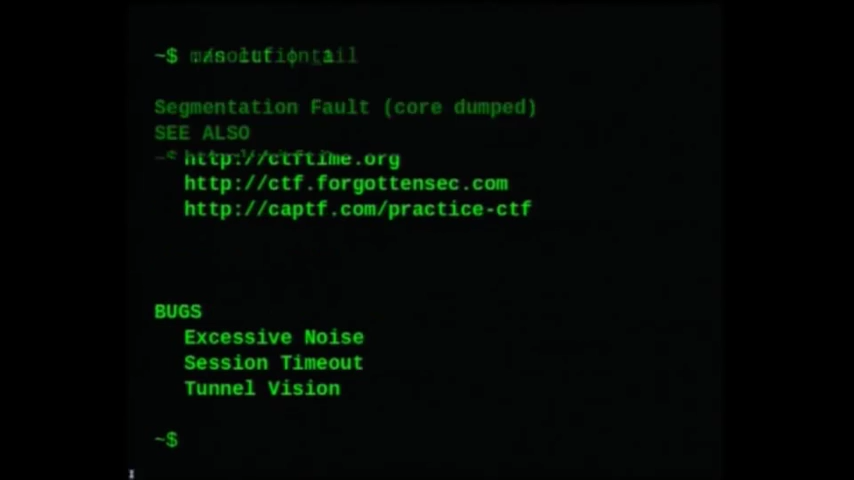 ~$
Segmentation Fault (core dumped)
SEE ALSO
http://ctftime.org
http://ctf.forgottensec.com
http://captf.com/practice-ctf
BUGS
Excessive Noise
Session Timeout
Tunnel Vision
~$